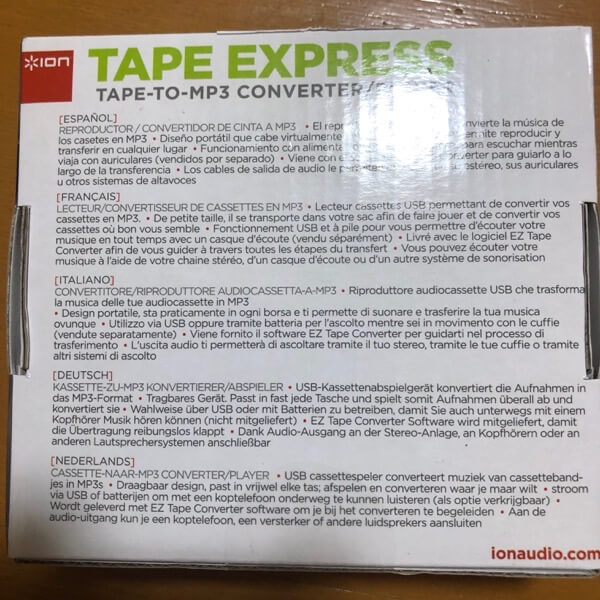 ION
TAPE EXPRESS
TAPE-TO-MP3 CONVERTER/
[ESPAÑOL]
REPRODUCTOR / CONVERTIDOR DE CINTA A MP3 • El nvierte la música de
los casetes en MP3 • Diseño portátil que cabe virtualmente reproducir y
transferir en cualquier lugar • Funcionamiento con para escuchar mientras
viaja con auriculares (vendidos por separado) • Viene con para guiarlo a lo
largo de la transferencia • Los cables de salida de audio le estéreo, sus auriculares
u otros sistemas de altavoces
[FRANÇAIS]
LECTEUR/CONVERTISSEUR DE CASSETTES EN MP3 • Lecteur cassettes USB permettant de convertir vos
cassettes en MP3. • De petite taille, il se transporte dans votre sac afin de faire jouer et de convertir vos
cassettes où bon vous semble • Fonctionnement USB et à pile pour vous permettre d'écouter votre
musique en tout temps avec un casque d'écoute (vendu séparément) • Livré avec le logiciel EZ Tape
Converter afin de vous guider à travers toutes les étapes du transfert • Vous pouvez écouter votre
musique à l'aide de votre chaine stéréo, d'un casque d'écoute ou d'un autre système de sonorisation
[ITALIANO]
CONVERTITORE/RIPRODUTTORE AUDIOCASSETTA-A-MP3 • Riproduttore audiocassette USB che trasforma
la musica delle tue audiocassette in MP3
• Design portatile, sta praticamente in ogni borsa e ti permette di suonare e trasferire la tua musica
ovunque • Utilizzo via USB oppure tramite batteria per l'ascolto mentre sei in movimento con le cuffie
(vendute separatamente) • Viene fornito il software EZ Tape Converter per guidarti nel processo di
trasferimento • L'uscita audio ti permetterà di ascoltare tramite il tuo stereo, tramite le tue cuffie o tramite
altri sistemi di ascolto
[DEUTSCH]
KASSETTE-ZU-MP3 KONVERTIERER/ABSPIELER • USB-Kassettenabspielgerät konvertiert die Aufnahmen in
das MP3-Format • Tragbares Gerät. Passt in fast jede Tasche und spielt somit Aufnahmen überall ab und
konvertiert sie • Wahlweise über USB oder mit Batterien zu betreiben, damit Sie auch unterwegs mit einem
Kopfhörer Musik hören können (nicht mitgeliefert) • EZ Tape Converter Software wird mitgeliefert, damit
die Übertragung reibungslos klappt • Dank Audio-Ausgang an der Stereo-Anlage, an Kopfhörern oder an
anderen Lautsprechersystemen anschließbar
[NEDERLANDS]
CASSETTE-NAAR-MP3 CONVERTER/PLAYER • USB cassettespeler converteert muziek van cassetteband-
jes in MP3s • Draagbaar design, past in vrijwel elke tas; afspelen en converteren waar je maar wilt • stroom
via USB of batterijen om met een koptelefoon onderweg te kunnen luisteren (als optie verkrijgbaar) •
Wordt geleverd met EZ Tape Converter software om je bij het converteren te begeleiden • Aan de
audio-uitgang kun je een koptelefoon, een versterker of andere luidsprekers aansluiten
ionaudio.com